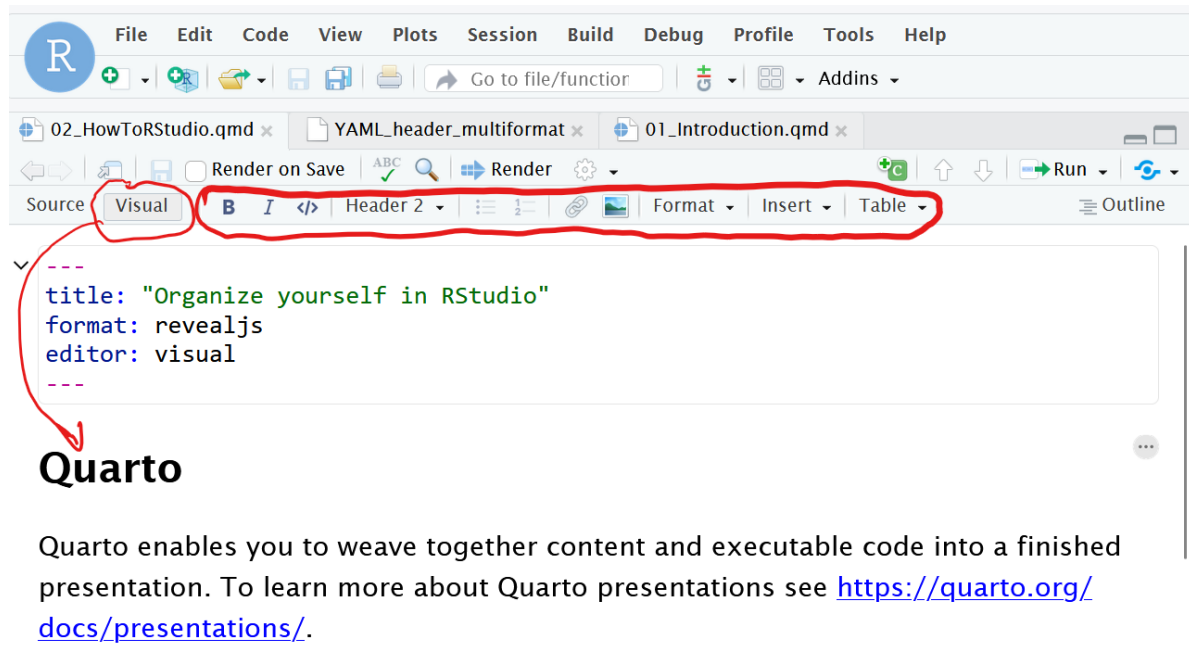 R
File Edit Code View Plots Session Build Debug Profile Tools Help
R Go to file/function G Addins
02_HowToRStudio.qmd YAML_header_multiformat 01_Introduction.qmd
Render on Save ABC Render C Run
Source Visual B I </> Header 2 1 2 Format Insert Table Outline
---
title: "Organize yourself in RStudio"
format: revealjs
editor: visual
---
Quarto
Quarto enables you to weave together content and executable code into a finished
presentation. To learn more about Quarto presentations see https://quarto.org/
docs/presentations/.